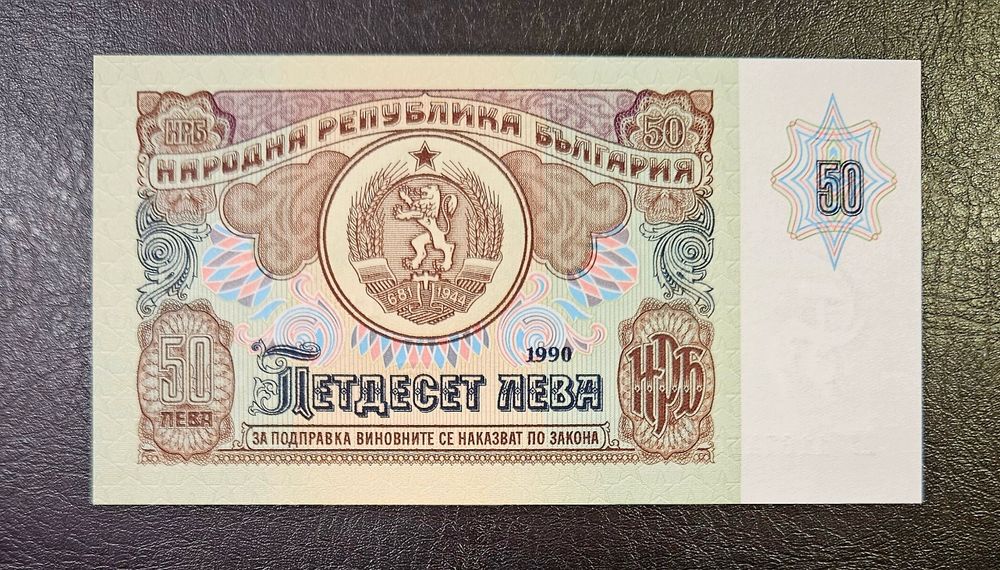 НРБ
50
НАРОДНА РЕПУБЛИКА БЪЛГАРИЯ
50
681 1944
1990
50 ЛЕВА
ПЕТДЕСЕТ ЛЕВА
НРБ
ЗА ПОДПРАВКА ВИНОВНИТЕ СЕ НАКАЗВАТ ПО ЗАКОНА